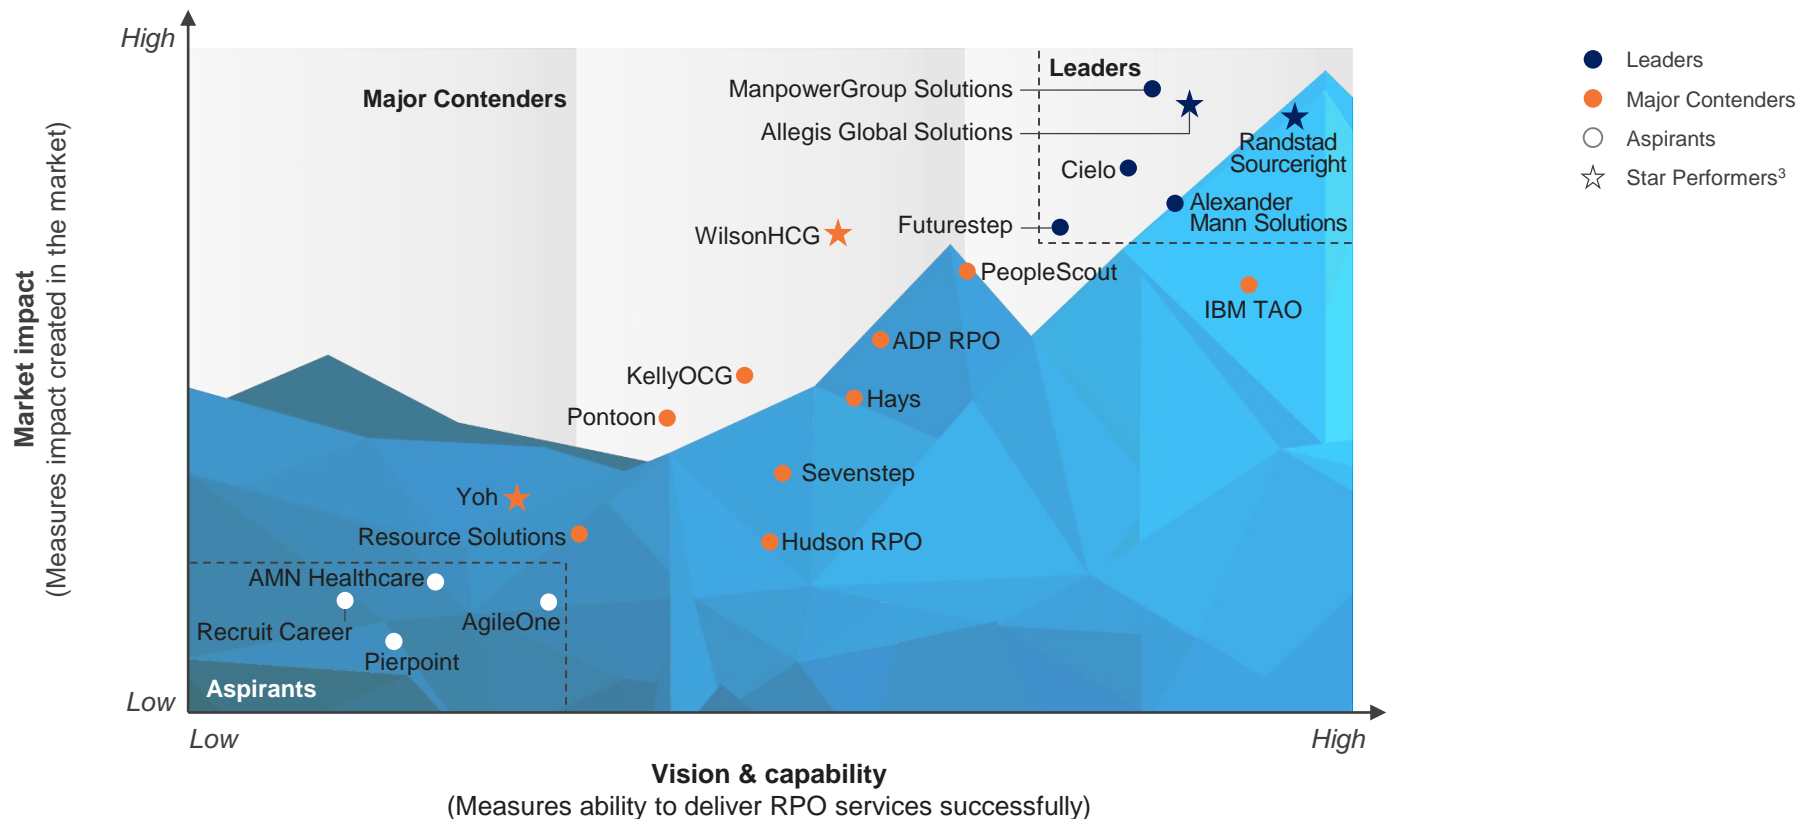 High
Market impact
(Measures impact created in the market)
Low
Major Contenders
Leaders
ManpowerGroup Solutions
Allegis Global Solutions
Randstad
Sourceright
Cielo
Alexander
Mann Solutions
Futurestep
WilsonHCG
PeopleScout
IBM TAO
ADP RPO
KellyOCG
Hays
Pontoon
Sevenstep
Yoh
Resource Solutions
Hudson RPO
AMN Healthcare
AgileOne
Recruit Career
Pierpoint
Aspirants
Low
High
Vision & capability
(Measures ability to deliver RPO services successfully)
Leaders
Major Contenders
Aspirants
Star Performers³